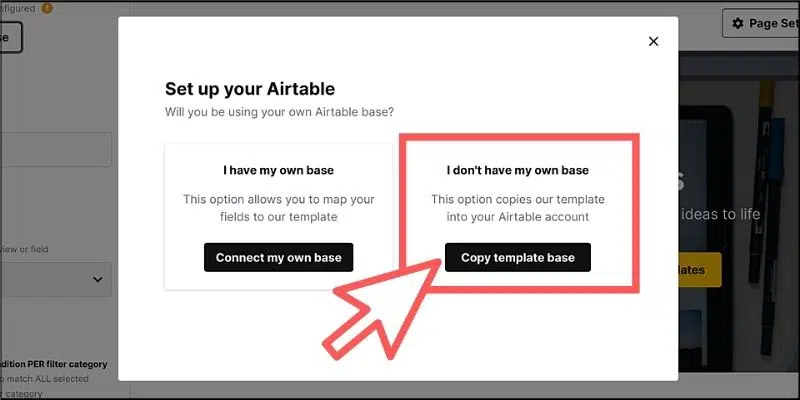 Page Set
Set up your Airtable
Will you be using your own Airtable base?
I have my own base
This option allows you to map your
fields to our template
Connect my own base
I don't have my own base
This option copies our template
into your Airtable account
Copy template base
ideas to life
view or field
dition PER filter category
o match ALL selected
category